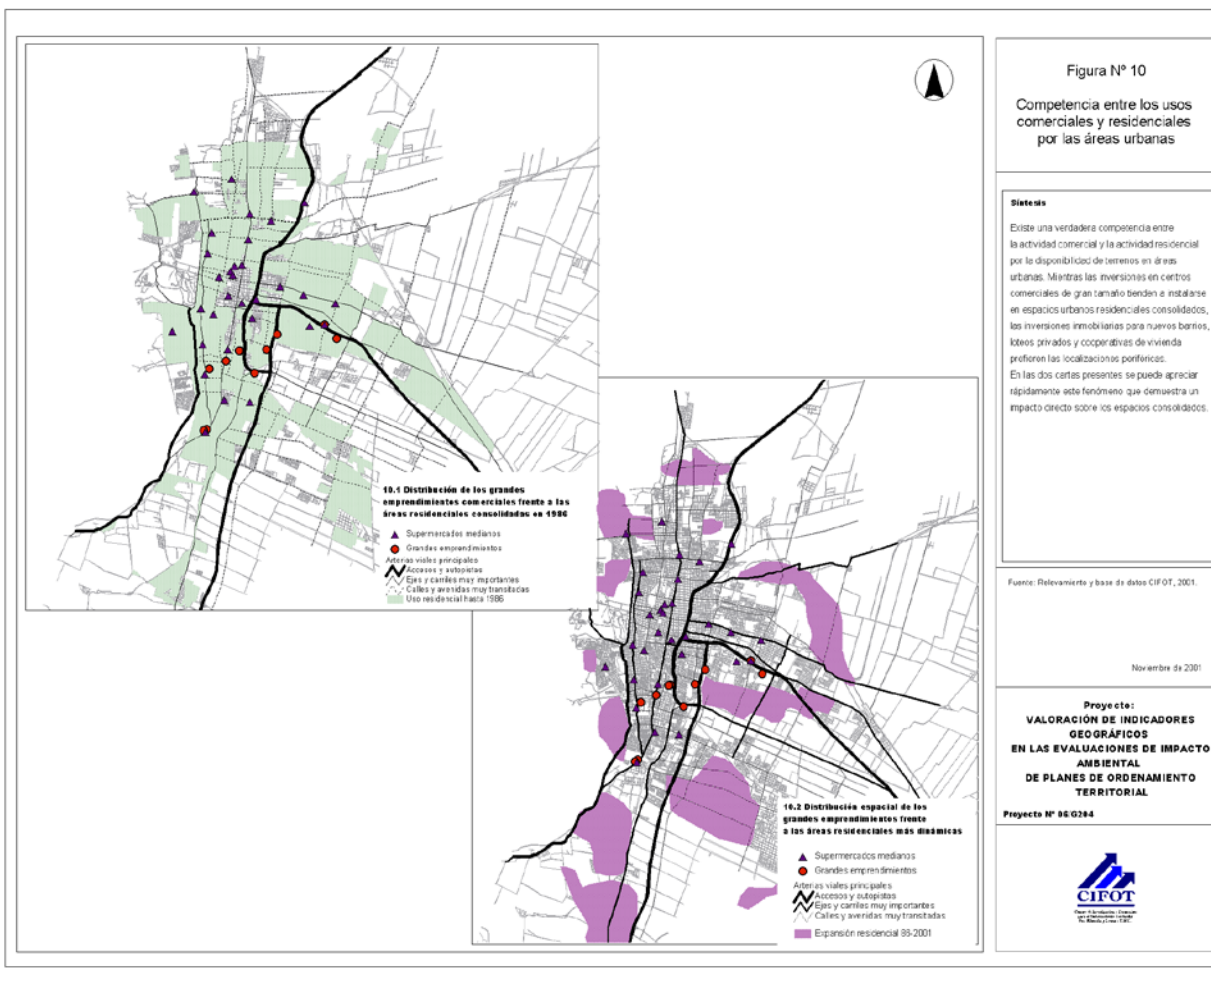 Figura Nº 10
Competencia entre los usos
comerciales y residenciales
por las áreas urbanas
Síntesis
Existe una verdadera competencia entre
la actividad comercial y la actividad residencial
por la disponibilidad de terrenos en áreas
urbanas. Mientras las inversiones en centros
comerciales de gran tamaño tienden a instalarse
en espacios urbanos residenciales consolidados,
las inversiones inmobiliarias para nuevos barrios,
loteos privados y cooperativas de vivienda
prefieren las localizaciones periféricas.
En las dos cartas presentes se puede apreciar
rápidamente este fenómeno que demuestra un
impacto directo sobre los espacios consolidados.
Fuente: Relevamiento y base de datos CIFOT, 2001.
Noviembre de 2001
Proyecto:
VALORACIÓN DE INDICADORES
GEOGRÁFICOS
EN LAS EVALUACIONES DE IMPACTO
AMBIENTAL
DE PLANES DE ORDENAMIENTO
TERRITORIAL
Proyecto Nº 06/G204
CIFOT
10.1 Distribución de los grandes
emprendimientos comerciales frente a las
áreas residenciales consolidadas en 1986
Supermercados medianos
Grandes emprendimientos
Arterias viales principales
Accesos y autopistas
Ejes y carriles muy importantes
Calles y avenidas muy transitadas
Uso residencial hasta 1986
10.2 Distribución espacial de los
grandes emprendimientos frente
a las áreas residenciales más dinámicas
Supermercados medianos
Grandes emprendimientos
Arterias viales principales
Accesos y autopistas
Ejes y carriles muy importantes
Calles y avenidas muy transitadas
Expansión residencial 86-2001